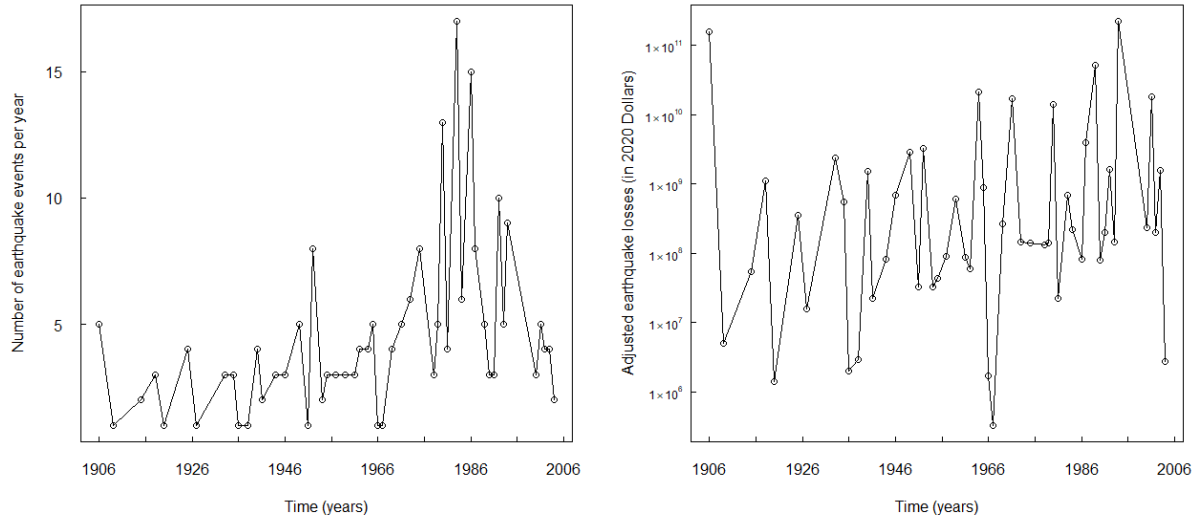 Number of earthquake events per year
15
10
5
1906 1926 1946 1966 1986 2006
Time (years)
Adjusted earthquake losses (in 2020 Dollars)
1×10¹¹
1×10¹⁰
1×10⁹
1×10⁸
1×10⁷
1×10⁶
1906 1926 1946 1966 1986 2006
Time (years)